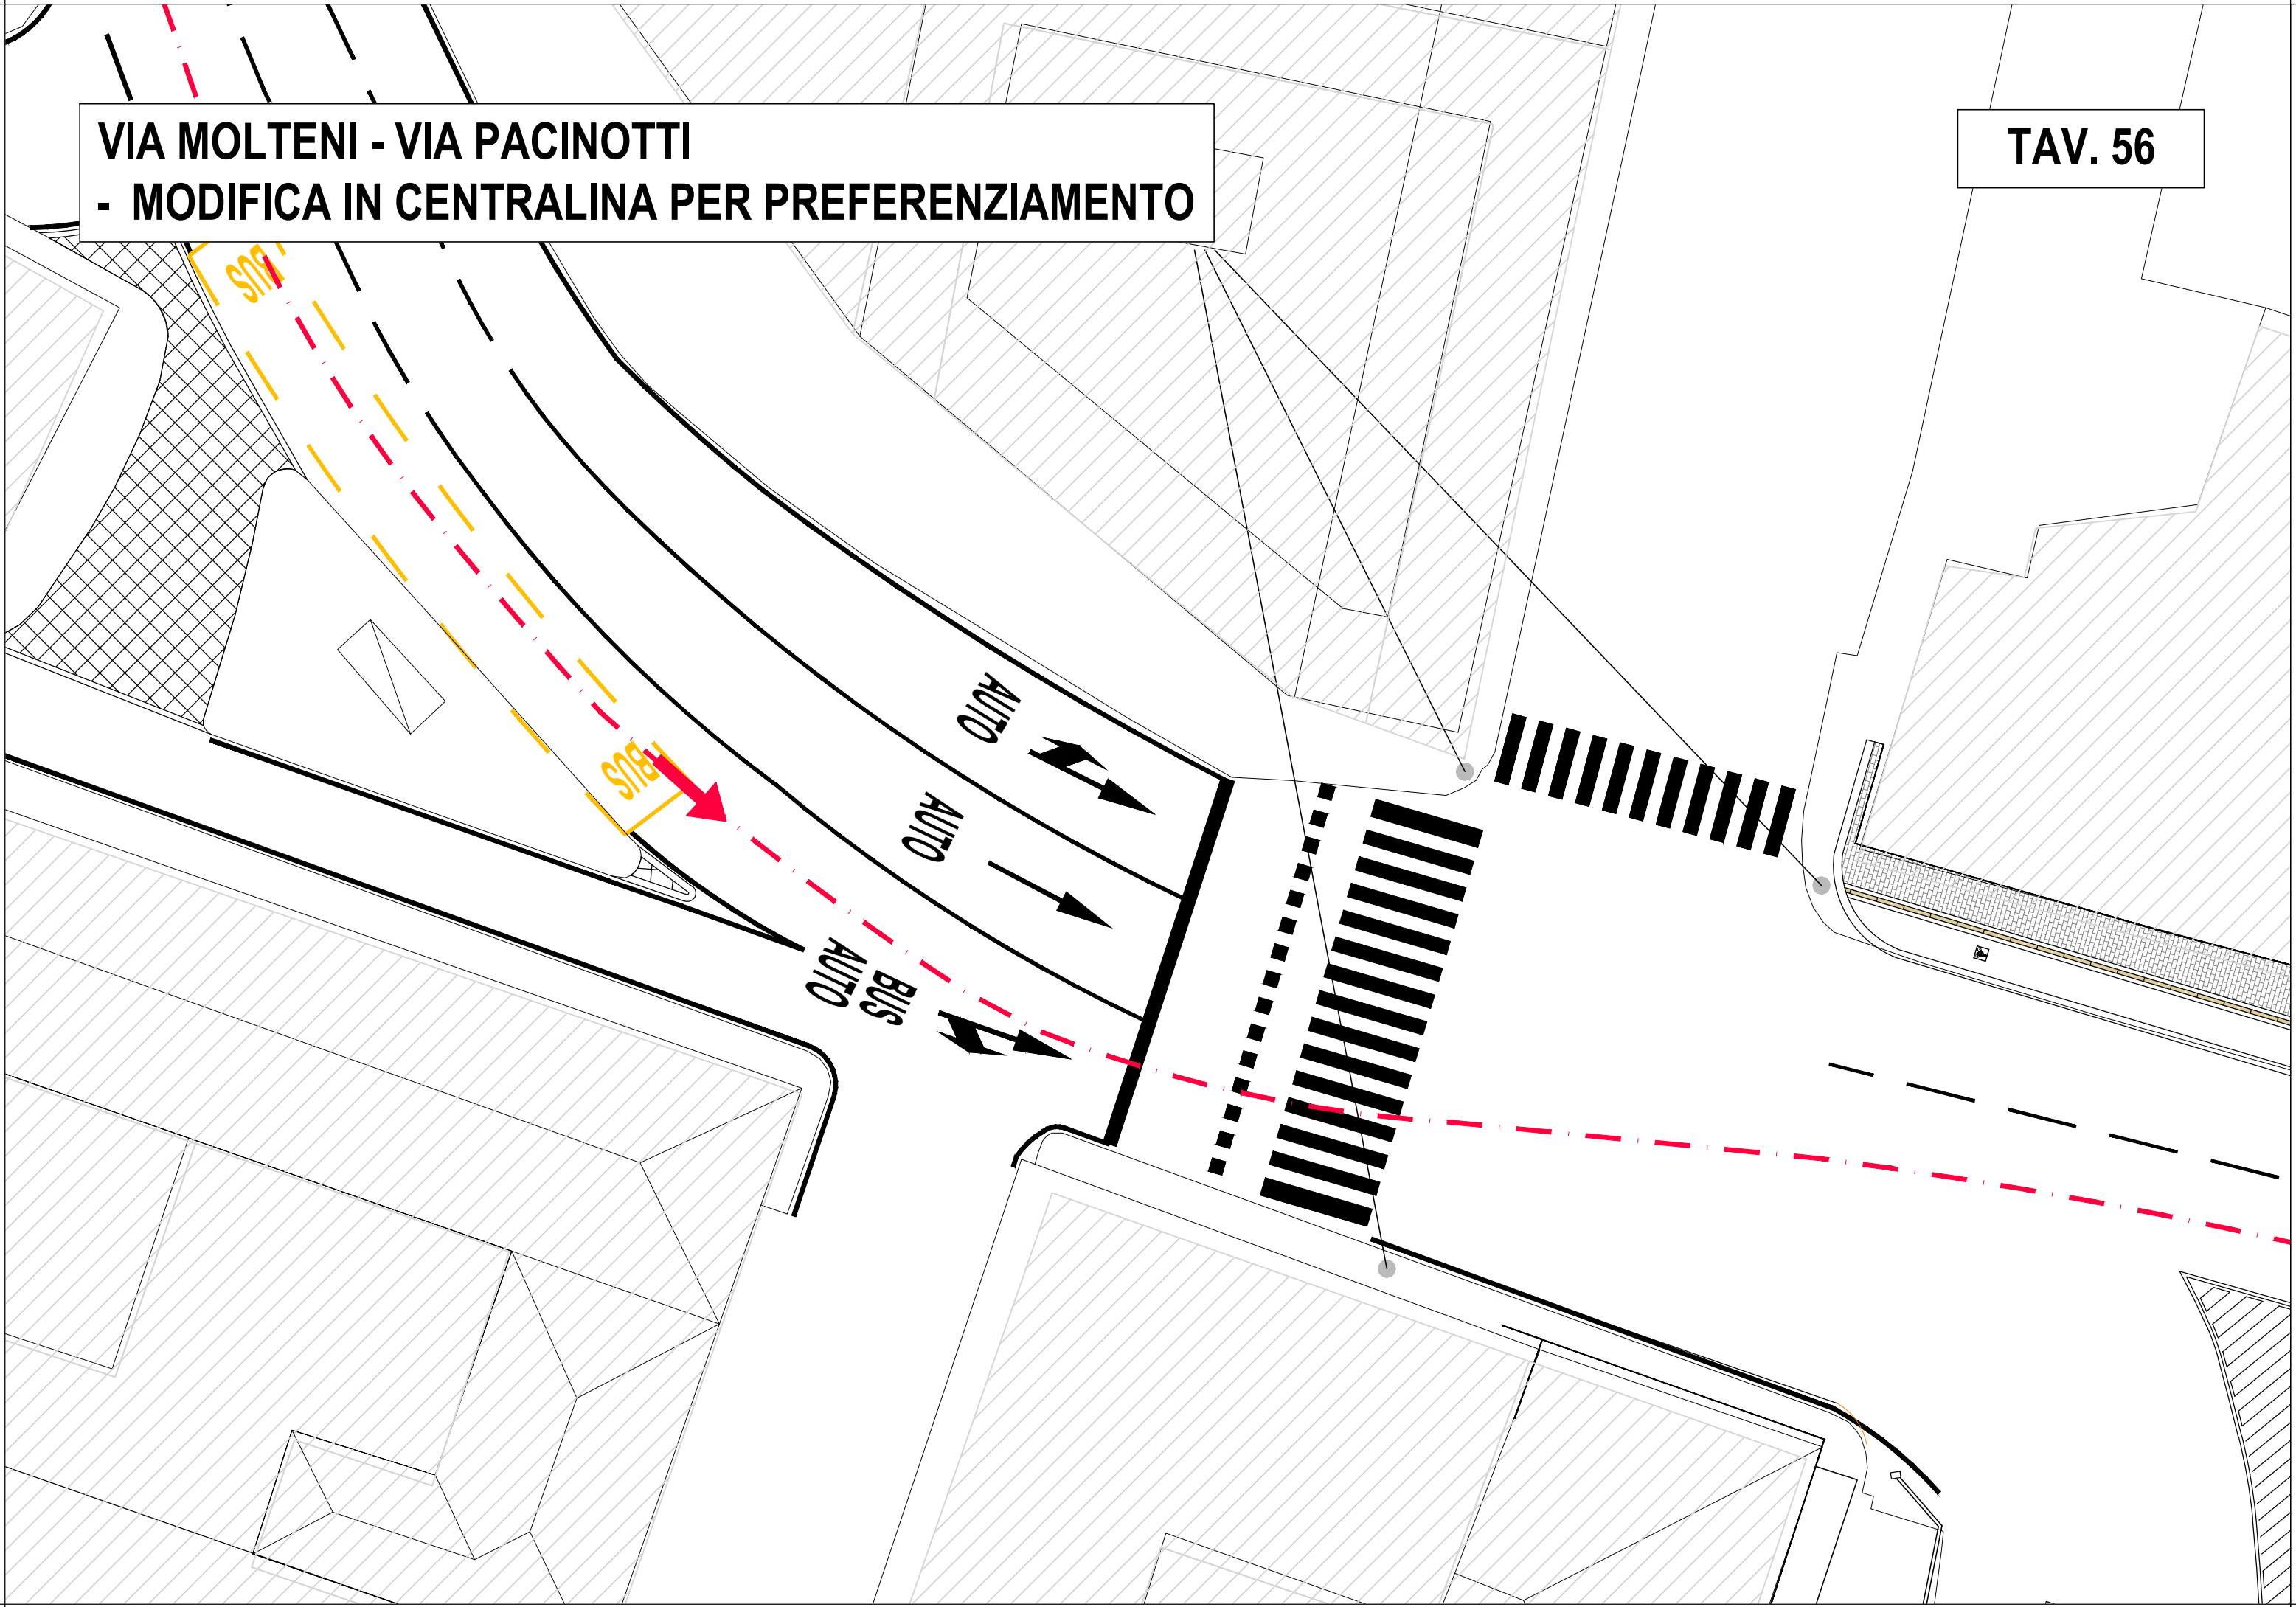 VIA MOLTENI - VIA PACINOTTI
- MODIFICA IN CENTRALINA PER PREFERENZIAMENTO
TAV. 56
BUS
BUS
AUTO
AUTO
BUS
AUTO